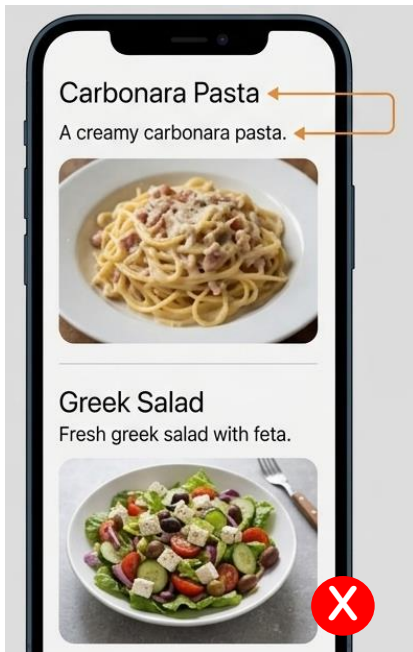 Carbonara Pasta
A creamy carbonara pasta.
Greek Salad
Fresh greek salad with feta.
X